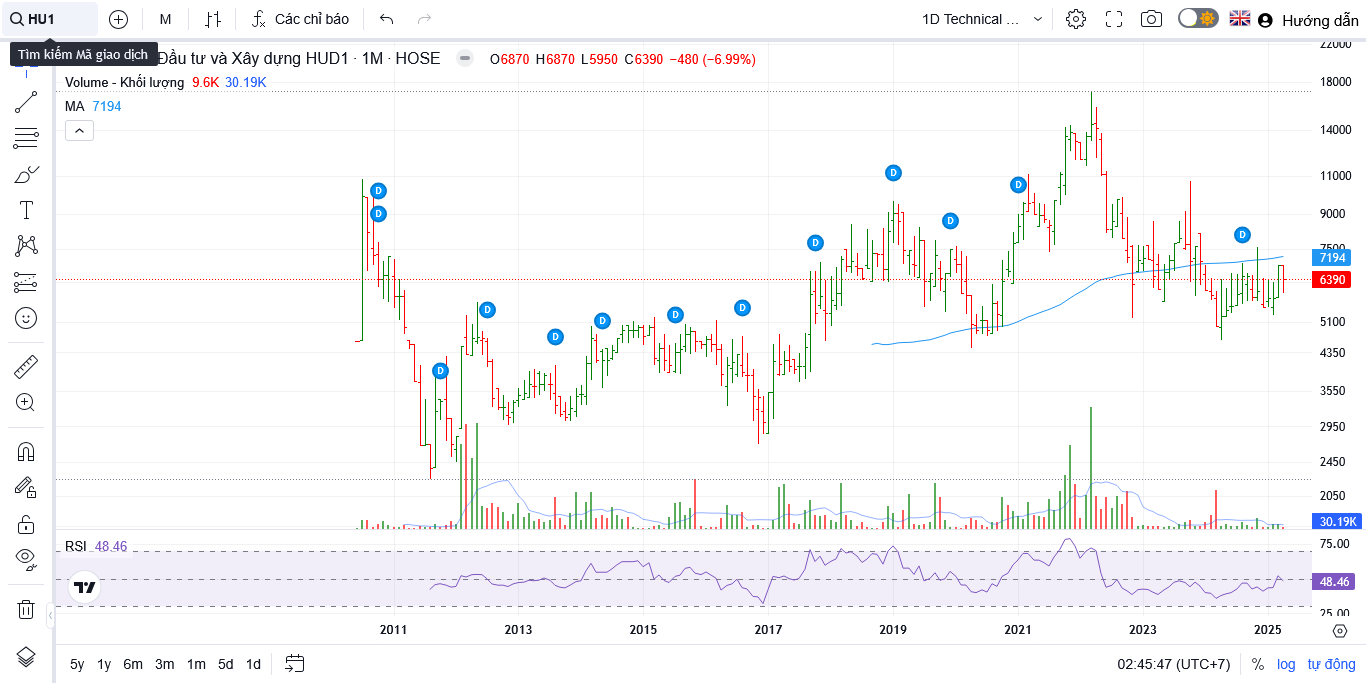 HU1 M Các chỉ báo 1D Technical ... Hướng dẫn
Tìm kiếm Mã giao dịch
Đầu tư và Xây dựng HUD1 · 1M · HOSE O6870 H6870 L5950 C6390 −480 (−6.99%)
Volume - Khối lượng 9.6K 30.19K
MA 7194
22000
18000
14000
11000
9000
7500
7194
6390
5100
4350
3550
2950
2450
2050
30.19K
D
D
D
D
D
D
D
D
D
D
D
D
D
RSI 48.46
75.00
48.46
25.00
2011 2013 2015 2017 2019 2021 2023 2025
5y 1y 6m 3m 1m 5d 1d 02:45:47 (UTC+7) % log tự động